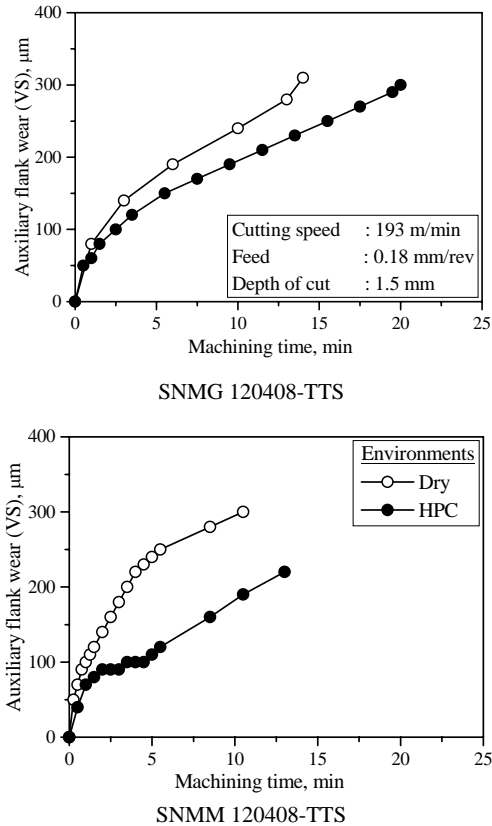 400
300
200
100
0
Auxiliary flank wear (VS), μm
Cutting speed : 193 m/min
Feed : 0.18 mm/rev
Depth of cut : 1.5 mm
0 5 10 15 20 25
Machining time, min
SNMG 120408-TTS
400
300
200
100
0
Auxiliary flank wear (VS), μm
Environments
Dry
HPC
0 5 10 15 20 25
Machining time, min
SNMM 120408-TTS